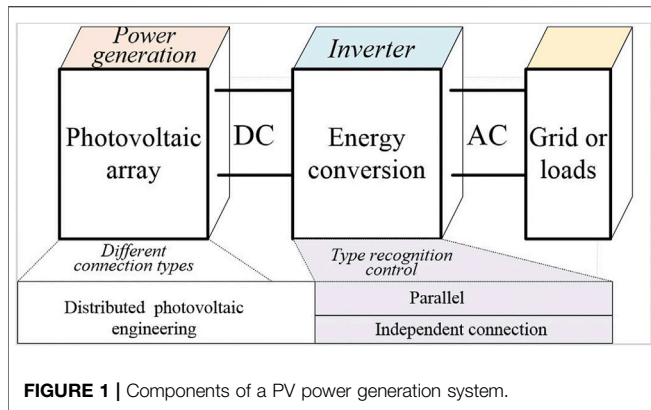 Power
generation
Inverter
Photovoltaic
array
DC
Energy
conversion
AC
Grid or
loads
Different
connection types
Type recognition
control
Distributed photovoltaic
engineering
Parallel
Independent connection
FIGURE 1 | Components of a PV power generation system.